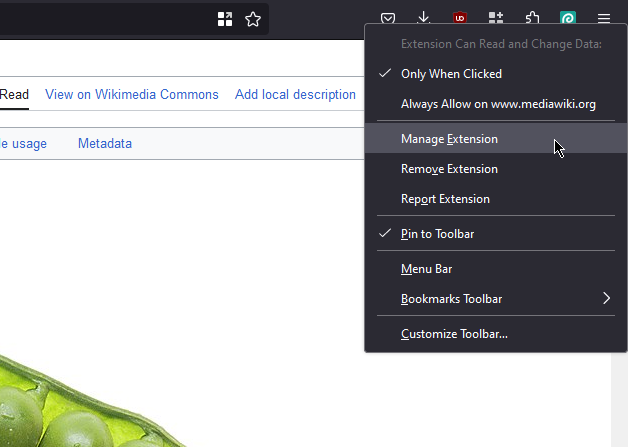 Extension Can Read and Change Data:
Only When Clicked
Always Allow on www.mediawiki.org
Read View on Wikimedia Commons Add local description
usage Metadata
Manage Extension
Remove Extension
Report Extension
Pin to Toolbar
Menu Bar
Bookmarks Toolbar
Customize Toolbar...